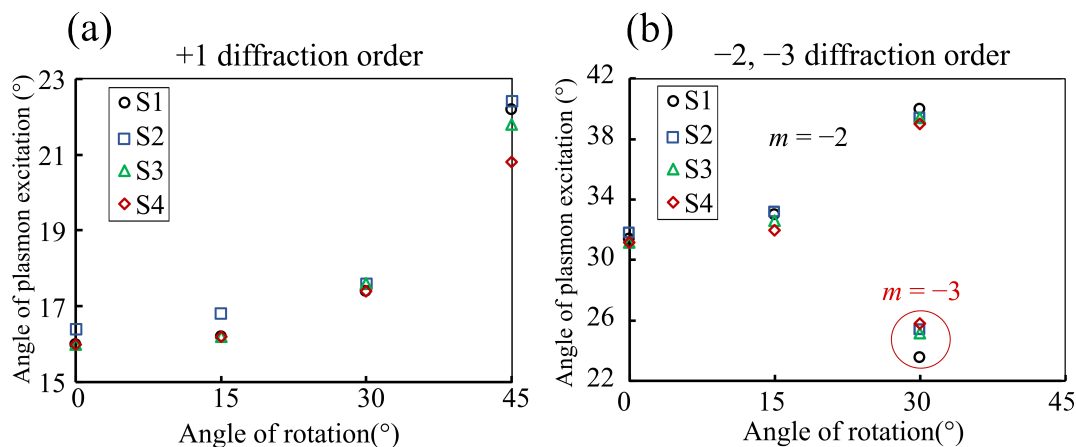 (a)
+1 diffraction order
Angle of plasmon excitation (°)
23
21
19
17
15
S1
S2
S3
S4
0
15
30
45
Angle of rotation(°)
(b)
−2, −3 diffraction order
Angle of plasmon excitation (°)
42
38
34
30
26
22
S1
S2
S3
S4
m = −2
m = −3
0
15
30
45
Angle of rotation(°)